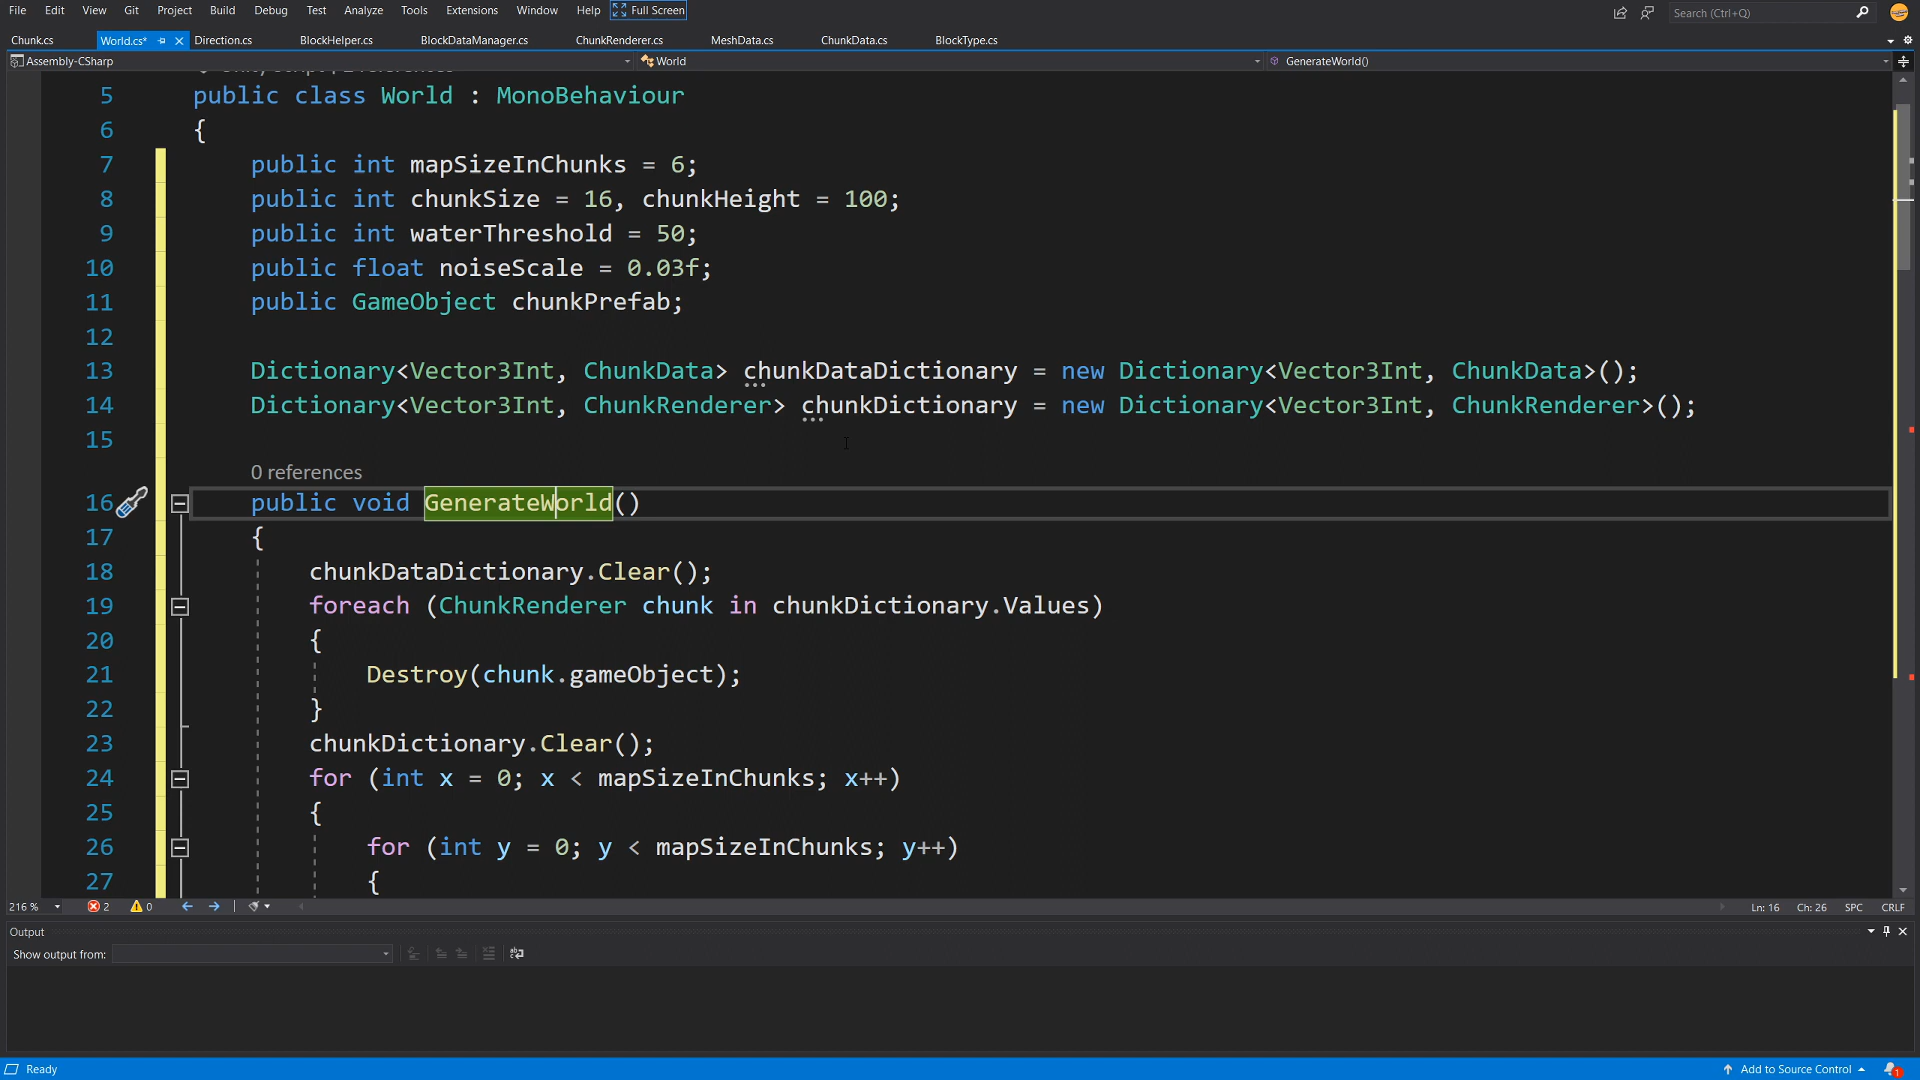 File Edit View Git Project Build Debug Test Analyze Tools Extensions Window Help Full Screen Search (Ctrl+Q)
Chunk.cs World.cs* Direction.cs BlockHelper.cs BlockDataManager.cs ChunkRenderer.cs MeshData.cs ChunkData.cs BlockType.cs
Assembly-CSharp World GenerateWorld()
5 public class World : MonoBehaviour
6 {
7 public int mapSizeInChunks = 6;
8 public int chunkSize = 16, chunkHeight = 100;
9 public int waterThreshold = 50;
10 public float noiseScale = 0.03f;
11 public GameObject chunkPrefab;
12
13 Dictionary<Vector3Int, ChunkData> chunkDataDictionary = new Dictionary<Vector3Int, ChunkData>();
14 Dictionary<Vector3Int, ChunkRenderer> chunkDictionary = new Dictionary<Vector3Int, ChunkRenderer>();
15
0 references
16 public void GenerateWorld()
17 {
18 chunkDataDictionary.Clear();
19 foreach (ChunkRenderer chunk in chunkDictionary.Values)
20 {
21 Destroy(chunk.gameObject);
22 }
23 chunkDictionary.Clear();
24 for (int x = 0; x < mapSizeInChunks; x++)
25 {
26 for (int y = 0; y < mapSizeInChunks; y++)
27 {
216 % 2 0 Ln: 16 Ch: 26 SPC CRLF
Output
Show output from:
Ready Add to Source Control 1